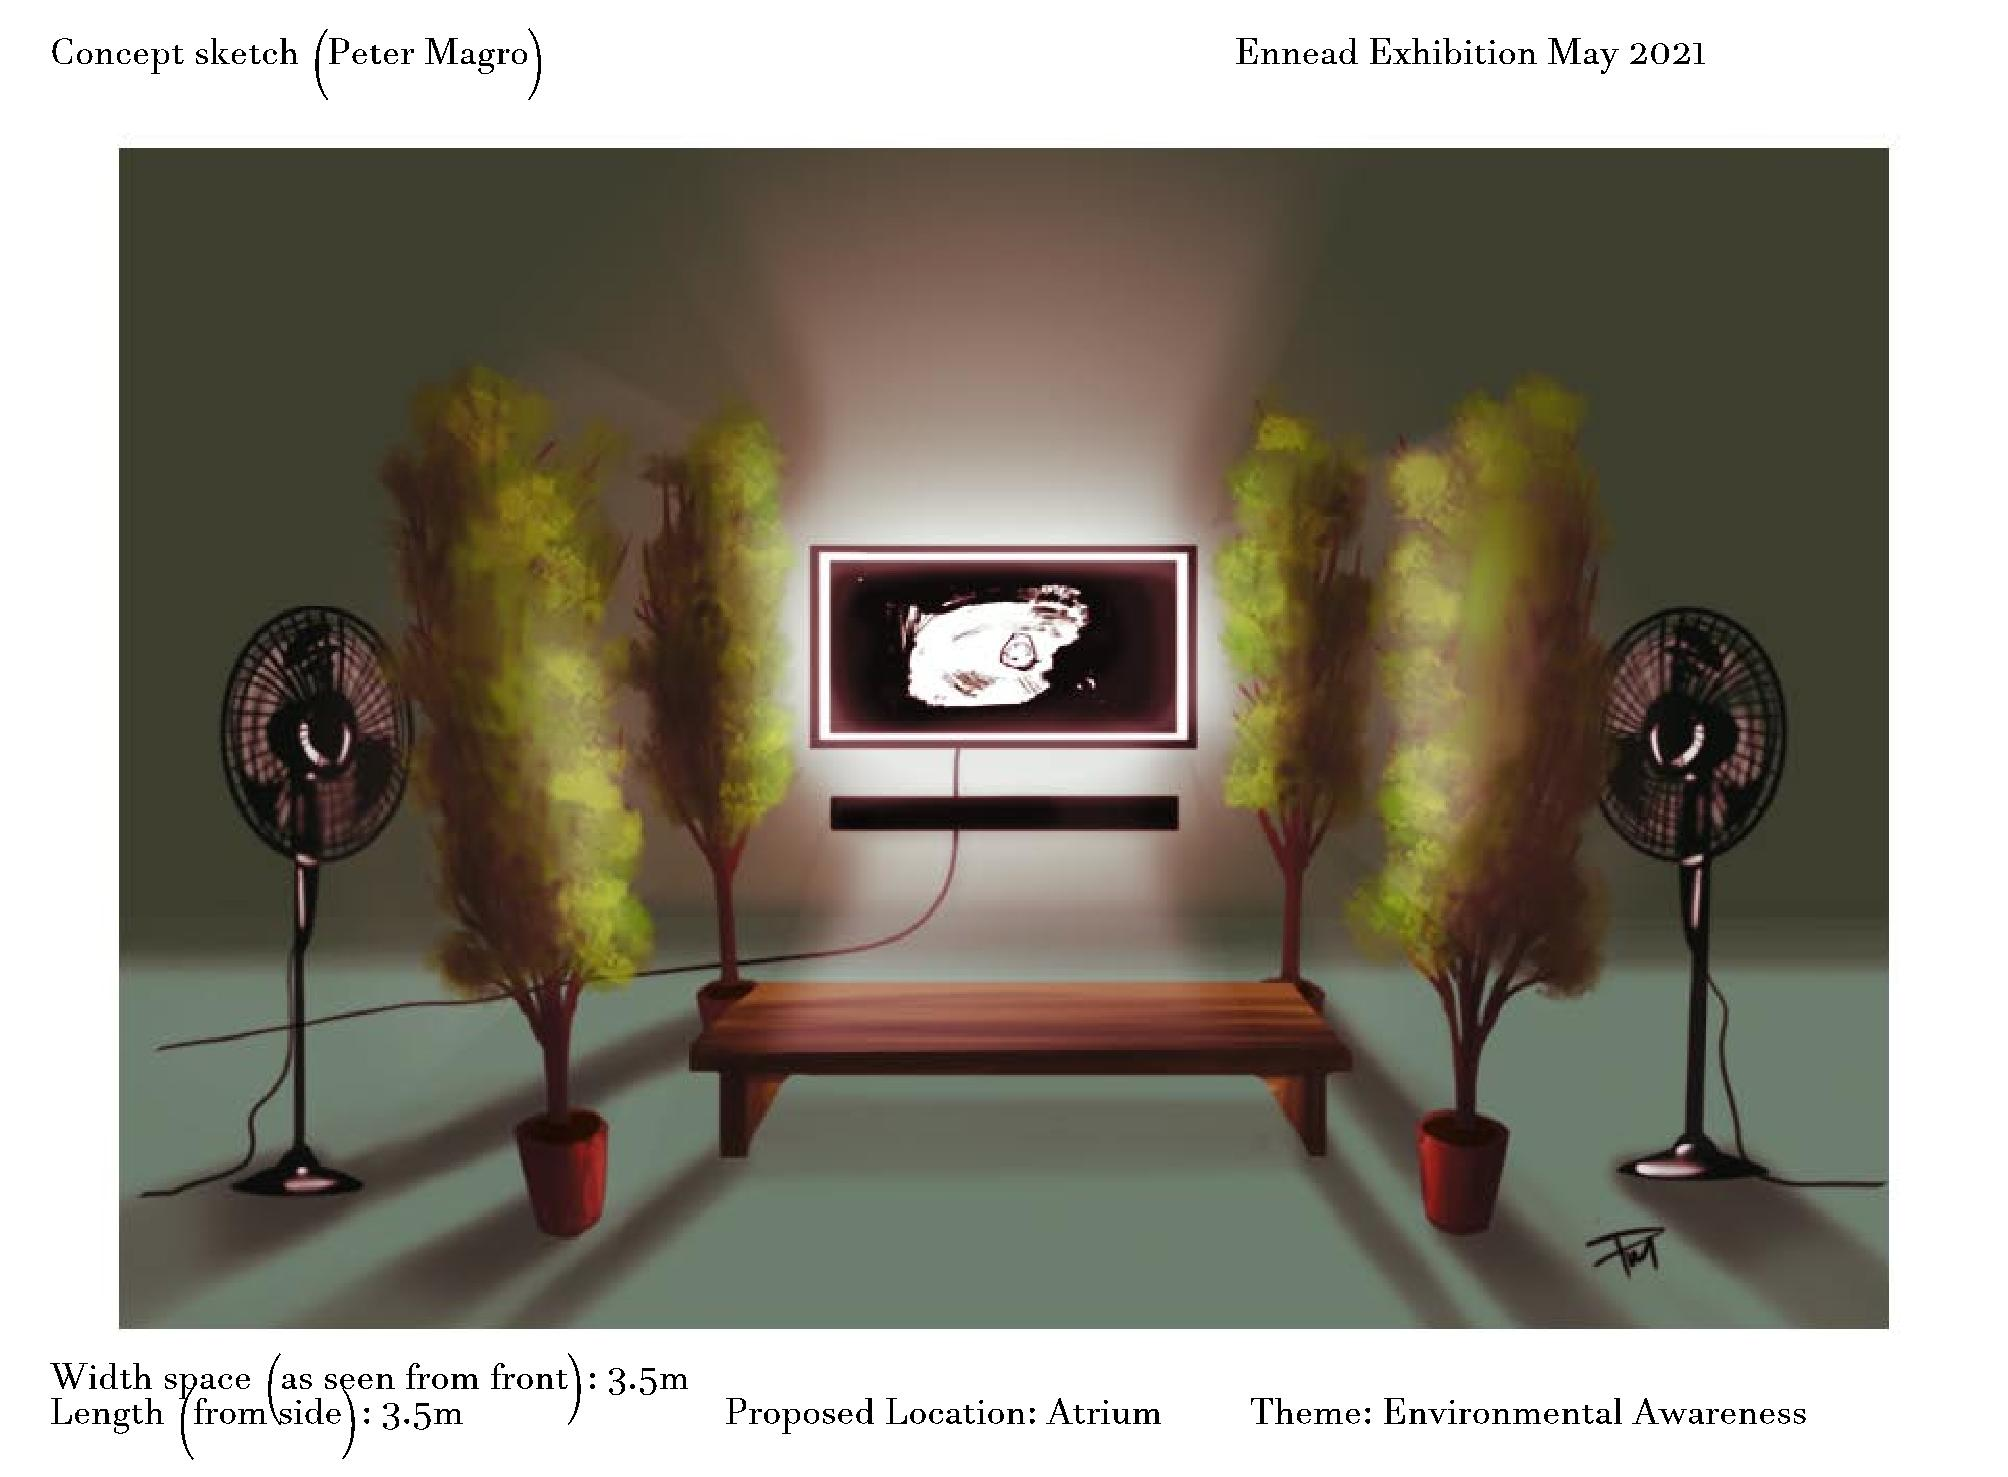 Concept sketch (Peter Magro)
Ennead Exhibition May 2021
Width space (as seen from front): 3.5m
Length (from side): 3.5m
Proposed Location: Atrium
Theme: Environmental Awareness